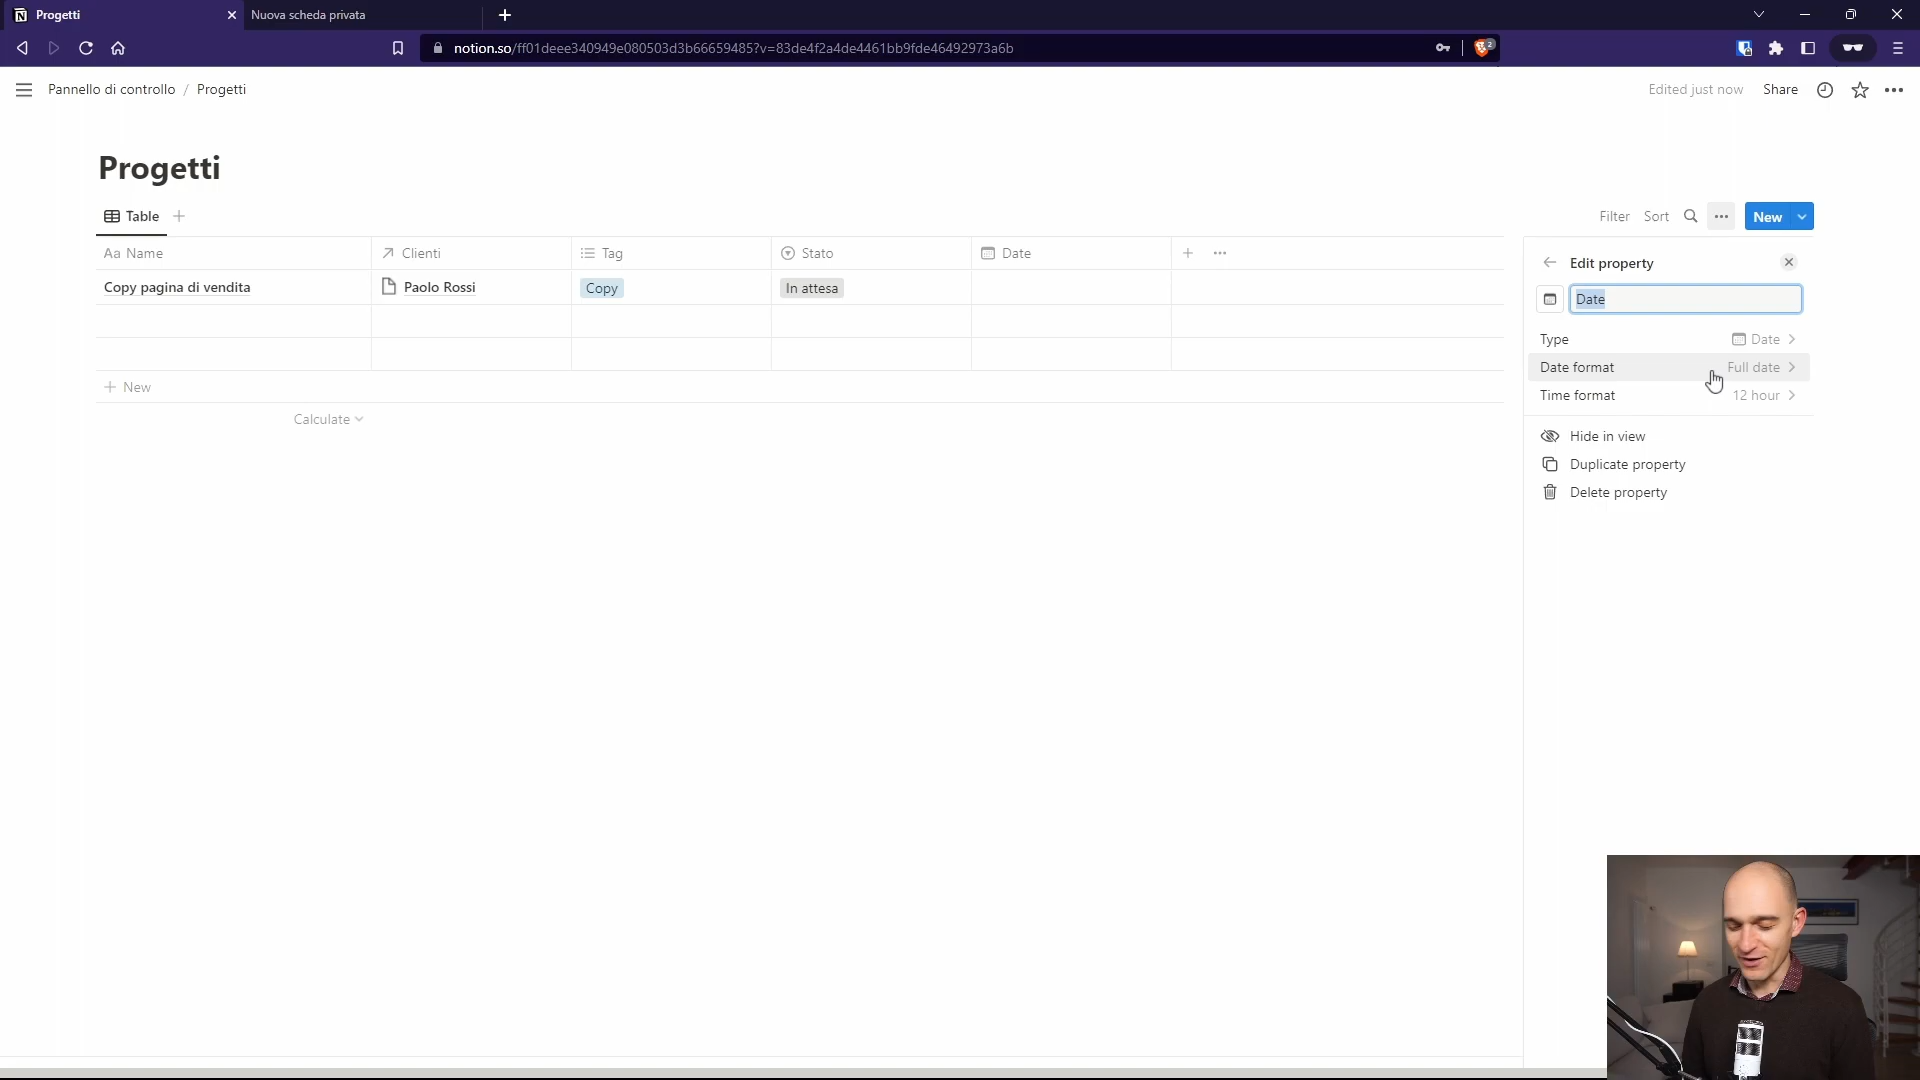 Progetti
Nuova scheda privata
notion.so/ff01deee340949e080503d3b66659485?v=83de4f2a4de4461bb9fde46492973a6b
2
Pannello di controllo / Progetti
Edited just now
Share
Progetti
Table
Filter
Sort
New
Aa Name
Clienti
Tag
Stato
Date
Copy pagina di vendita
Paolo Rossi
Copy
In attesa
New
Calculate
Edit property
Date
Type
Date
Date format
Full date
Time format
12 hour
Hide in view
Duplicate property
Delete property